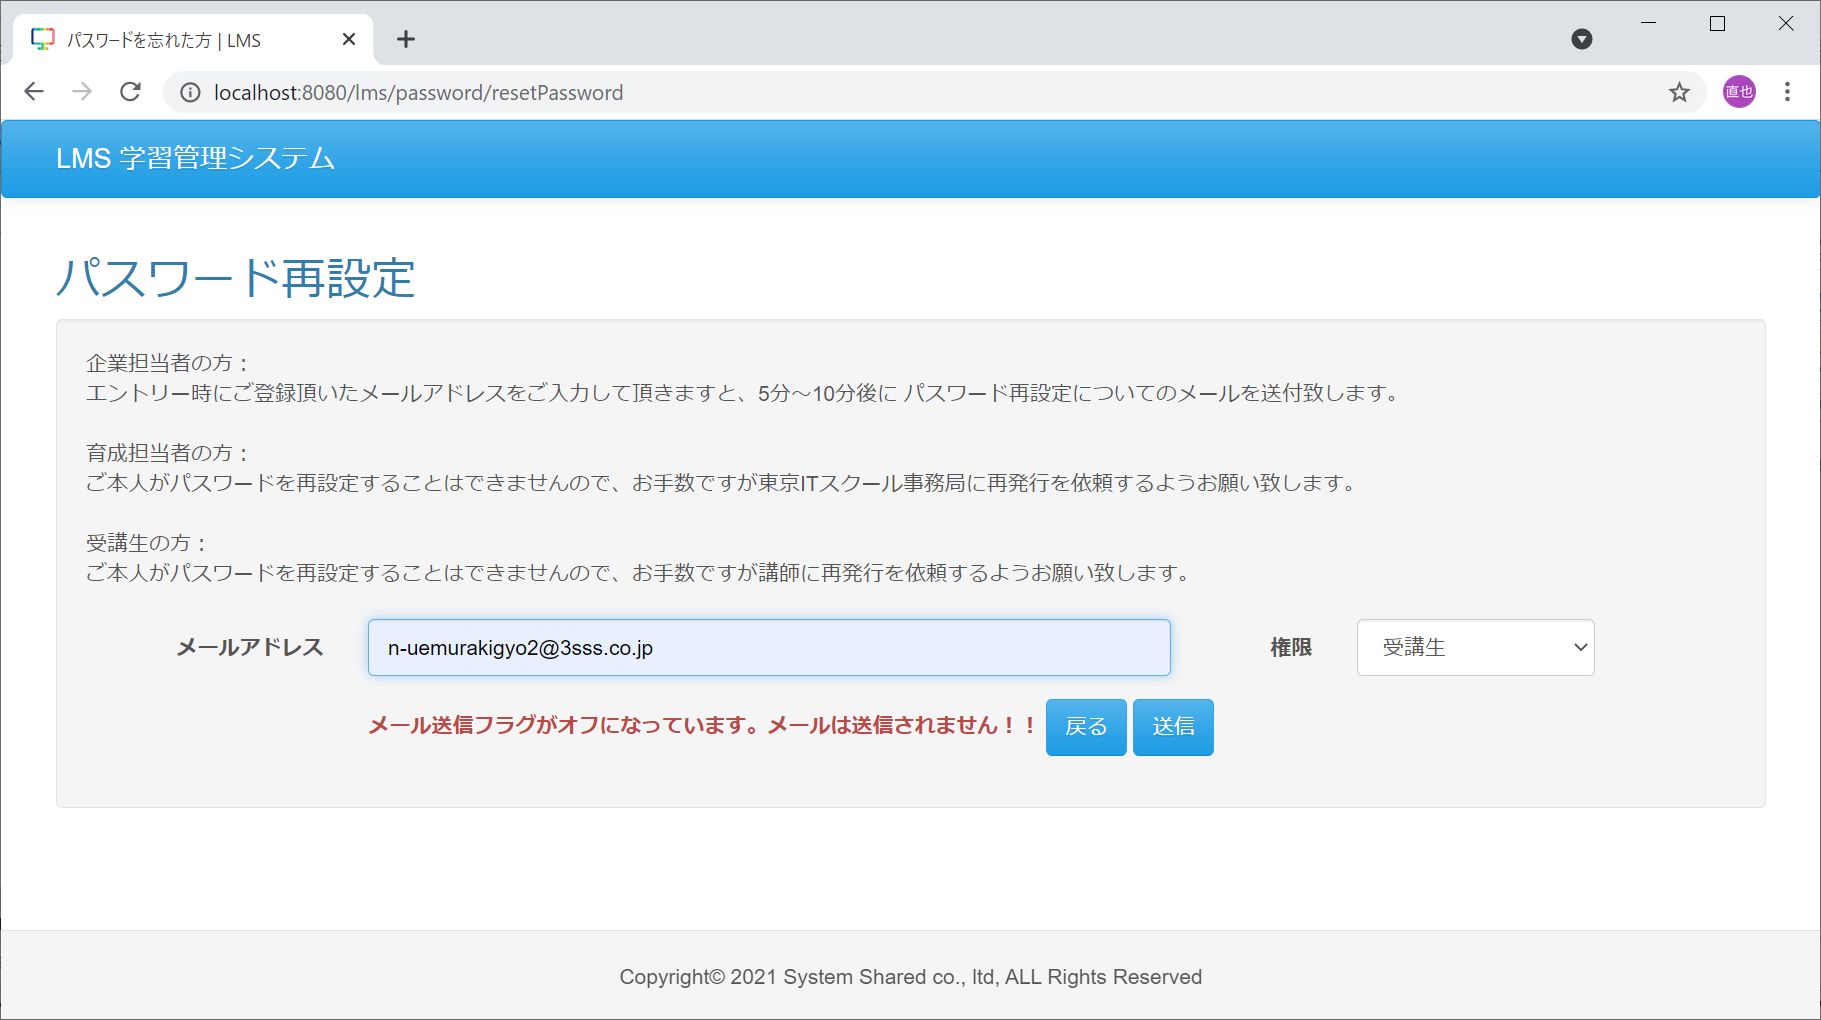 パスワードを忘れた方 | LMS
localhost:8080/lms/password/resetPassword
直也
LMS 学習管理システム
パスワード再設定
企業担当者の方：
エントリー時にご登録頂いたメールアドレスをご入力して頂きますと、5分～10分後に パスワード再設定についてのメールを送付致します。
育成担当者の方：
ご本人がパスワードを再設定することはできませんので、お手数ですが東京ITスクール事務局に再発行を依頼するようお願い致します。
受講生の方：
ご本人がパスワードを再設定することはできませんので、お手数ですが講師に再発行を依頼するようお願い致します。
メールアドレス n-uemurakigyo2@3sss.co.jp 権限 受講生
メール送信フラグがオフになっています。メールは送信されません！！ 戻る 送信
Copyright© 2021 System Shared co., ltd, ALL Rights Reserved